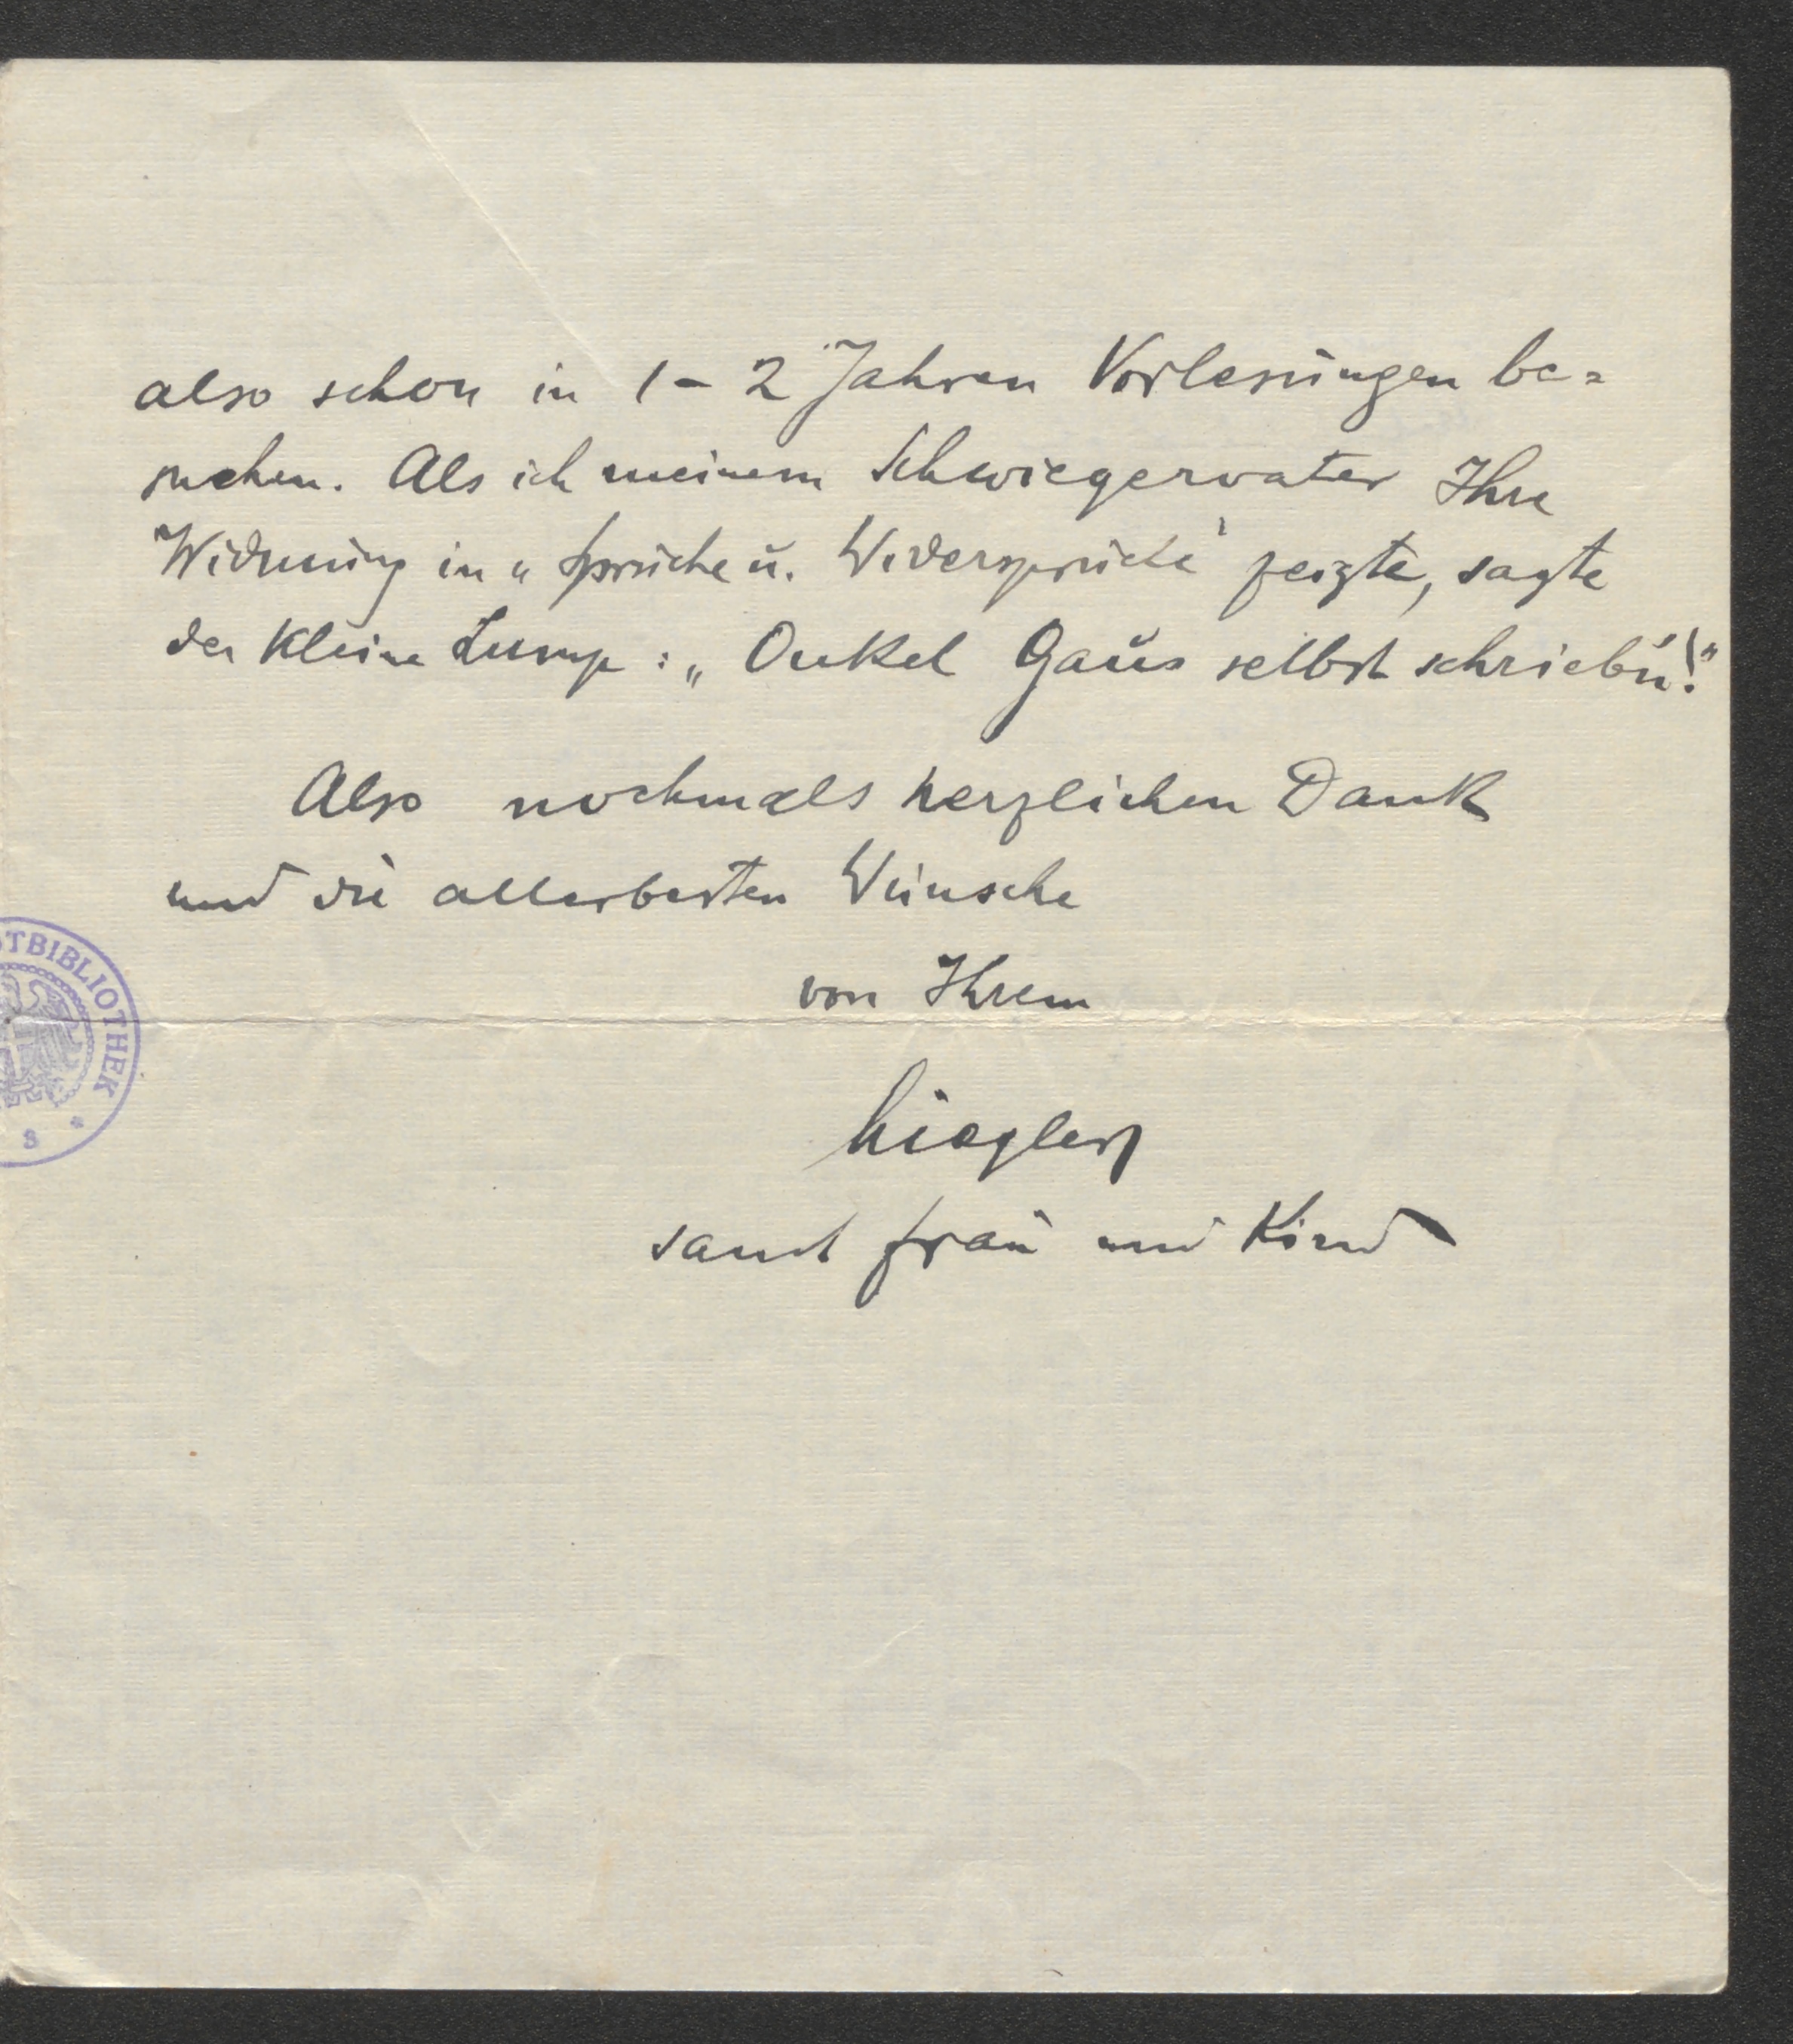 also schon in 1-2 Jahren Vorlesungen be=
suchen. Als ich meinem Schwiegervater Ihre
Widmung in „Sprüche u. Widersprüche" zeigte, sagte
der kleine Lump: „Onkel Gaus selbst schriebn!"
Also nochmals herzlichen Dank
und die allerbesten Wünsche
von Ihrem
samt Frau und Kind
TBIBLIOTHEK
S